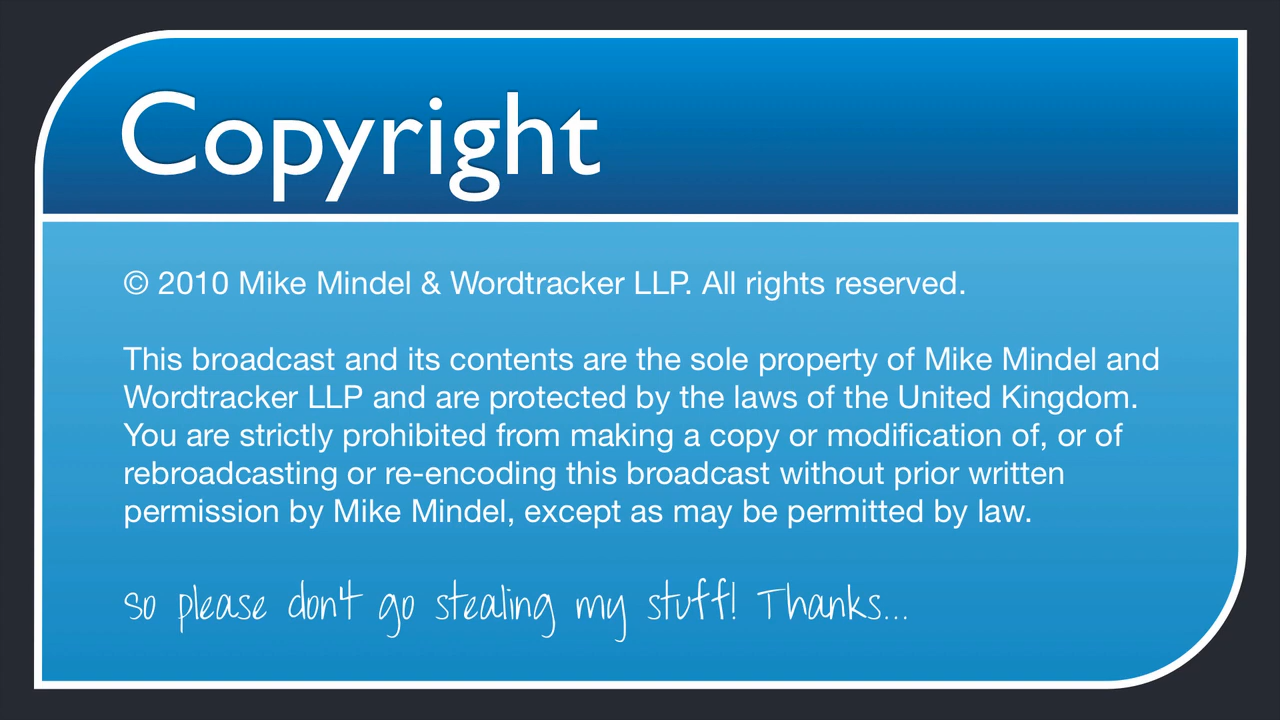 Copyright
© 2010 Mike Mindel & Wordtracker LLP. All rights reserved.
This broadcast and its contents are the sole property of Mike Mindel and
Wordtracker LLP and are protected by the laws of the United Kingdom.
You are strictly prohibited from making a copy or modification of, or of
rebroadcasting or re-encoding this broadcast without prior written
permission by Mike Mindel, except as may be permitted by law.
so please don't go stealing my stuff! Thanks...